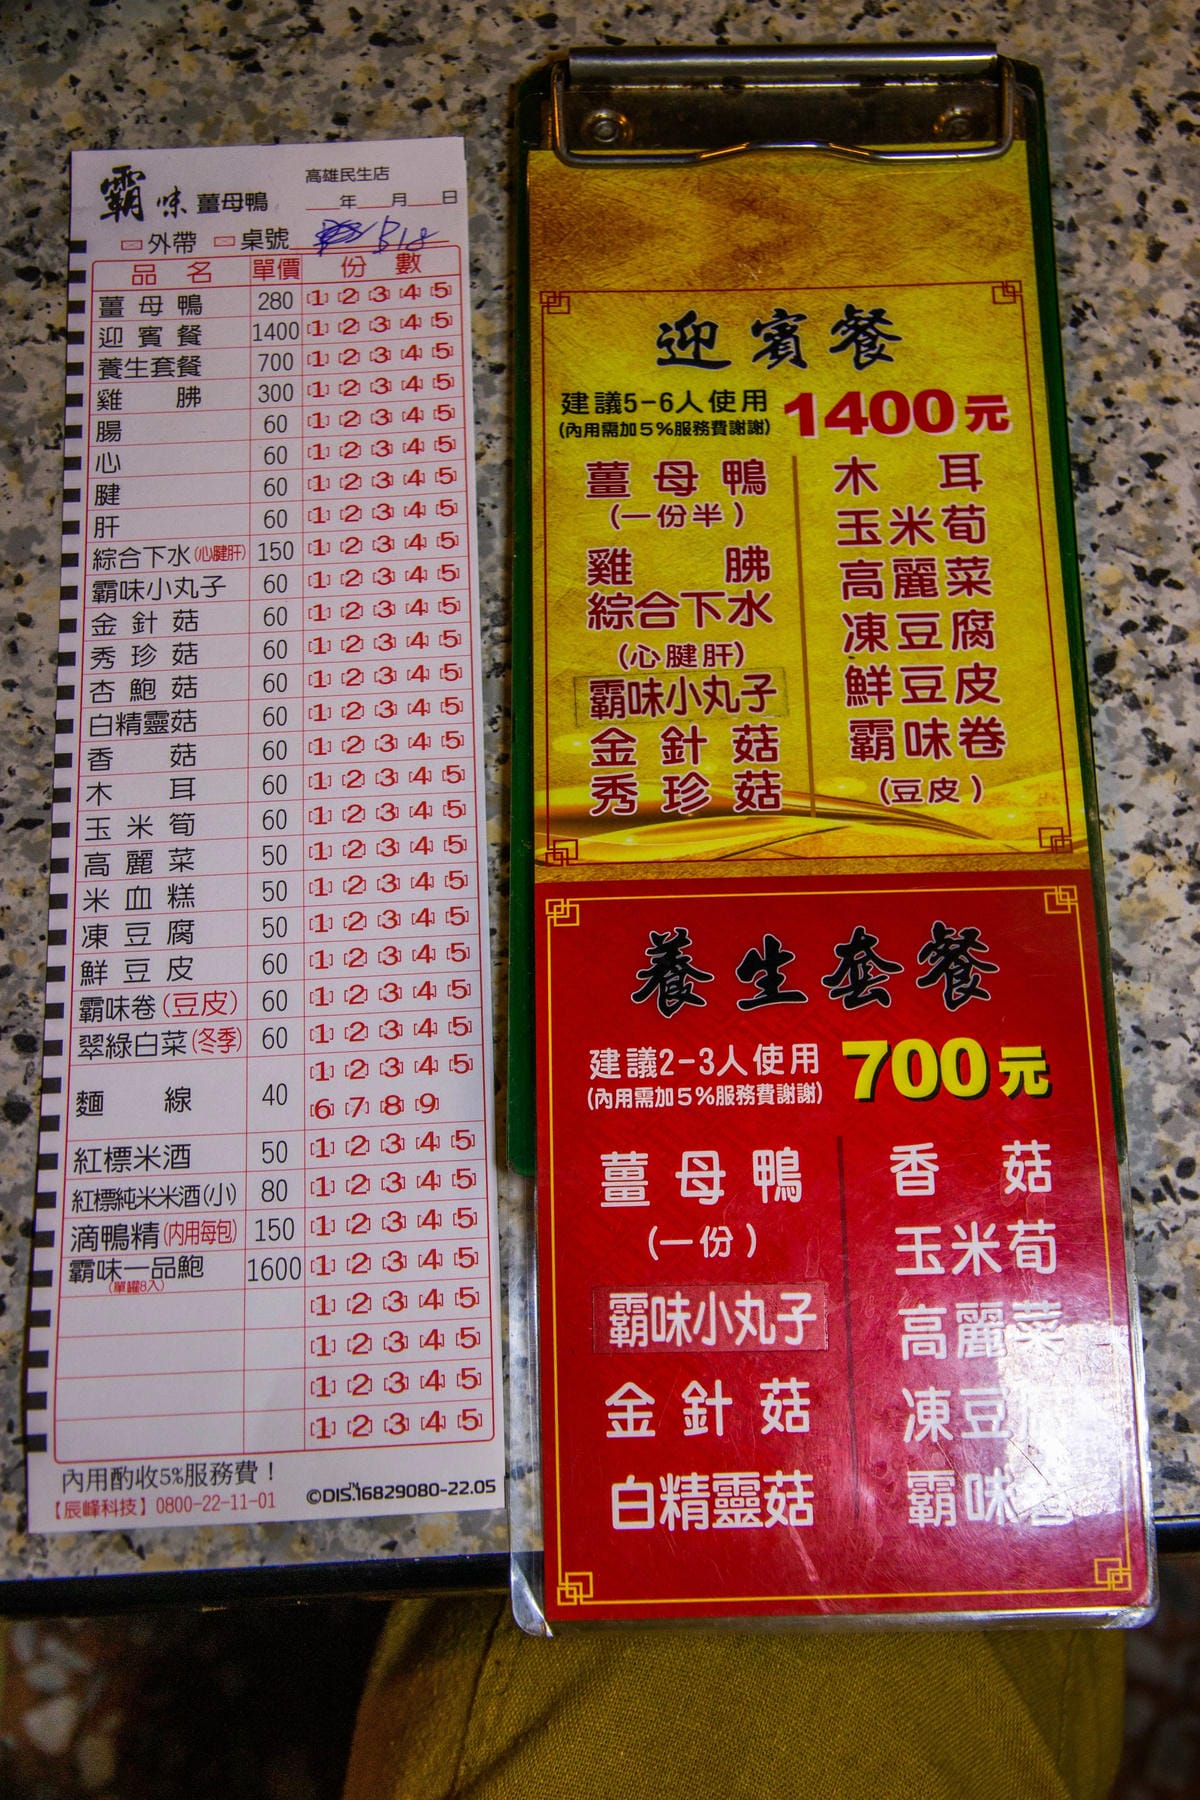 霸味薑母鴨 高雄民生店
年 月 日
外帶 桌號 B18
品名 單價 份數
薑母鴨 280 [1] [2] [3] [4] [5]
迎賓餐 1400 [1] [2] [3] [4] [5]
養生套餐 700 [1] [2] [3] [4] [5]
雞胇 300 [1] [2] [3] [4] [5]
腸 60 [1] [2] [3] [4] [5]
心 60 [1] [2] [3] [4] [5]
腱 60 [1] [2] [3] [4] [5]
肝 60 [1] [2] [3] [4] [5]
綜合下水(心腱肝) 150 [1] [2] [3] [4] [5]
霸味小丸子 60 [1] [2] [3] [4] [5]
金針菇 60 [1] [2] [3] [4] [5]
秀珍菇 60 [1] [2] [3] [4] [5]
杏鮑菇 60 [1] [2] [3] [4] [5]
白精靈菇 60 [1] [2] [3] [4] [5]
香菇 60 [1] [2] [3] [4] [5]
木耳 60 [1] [2] [3] [4] [5]
玉米筍 60 [1] [2] [3] [4] [5]
高麗菜 50 [1] [2] [3] [4] [5]
米血糕 50 [1] [2] [3] [4] [5]
凍豆腐 50 [1] [2] [3] [4] [5]
鮮豆皮 60 [1] [2] [3] [4] [5]
霸味卷(豆皮) 60 [1] [2] [3] [4] [5]
翠綠白菜(冬季) 60 [1] [2] [3] [4] [5]
麵線 40 [1] [2] [3] [4] [5]
[6] [7] [8] [9]
紅標米酒 50 [1] [2] [3] [4] [5]
紅標純米米酒(小) 80 [1] [2] [3] [4] [5]
滴鴨精(内用每包) 150 [1] [2] [3] [4] [5]
霸味一品鮑 1600 [1] [2] [3] [4] [5]
(單罐8入)
[1] [2] [3] [4] [5]
[1] [2] [3] [4] [5]
[1] [2] [3] [4] [5]
[1] [2] [3] [4] [5]
內用酌收5%服務費！
【辰峰科技】0800-22-11-01 ©DIS.16829080-22.05
迎賓餐
建議5-6人使用 1400元
(內用需加5%服務費謝謝)
薑母鴨
(一份半)
雞胇
綜合下水
(心腱肝)
霸味小丸子
金針菇
秀珍菇
木耳
玉米荀
高麗菜
凍豆腐
鮮豆皮
霸味卷
(豆皮)
養生套餐
建議2-3人使用 700元
(內用需加5%服務費謝謝)
薑母鴨
(一份)
霸味小丸子
金針菇
白精靈菇
香菇
玉米荀
高麗菜
凍豆腐
霸味卷